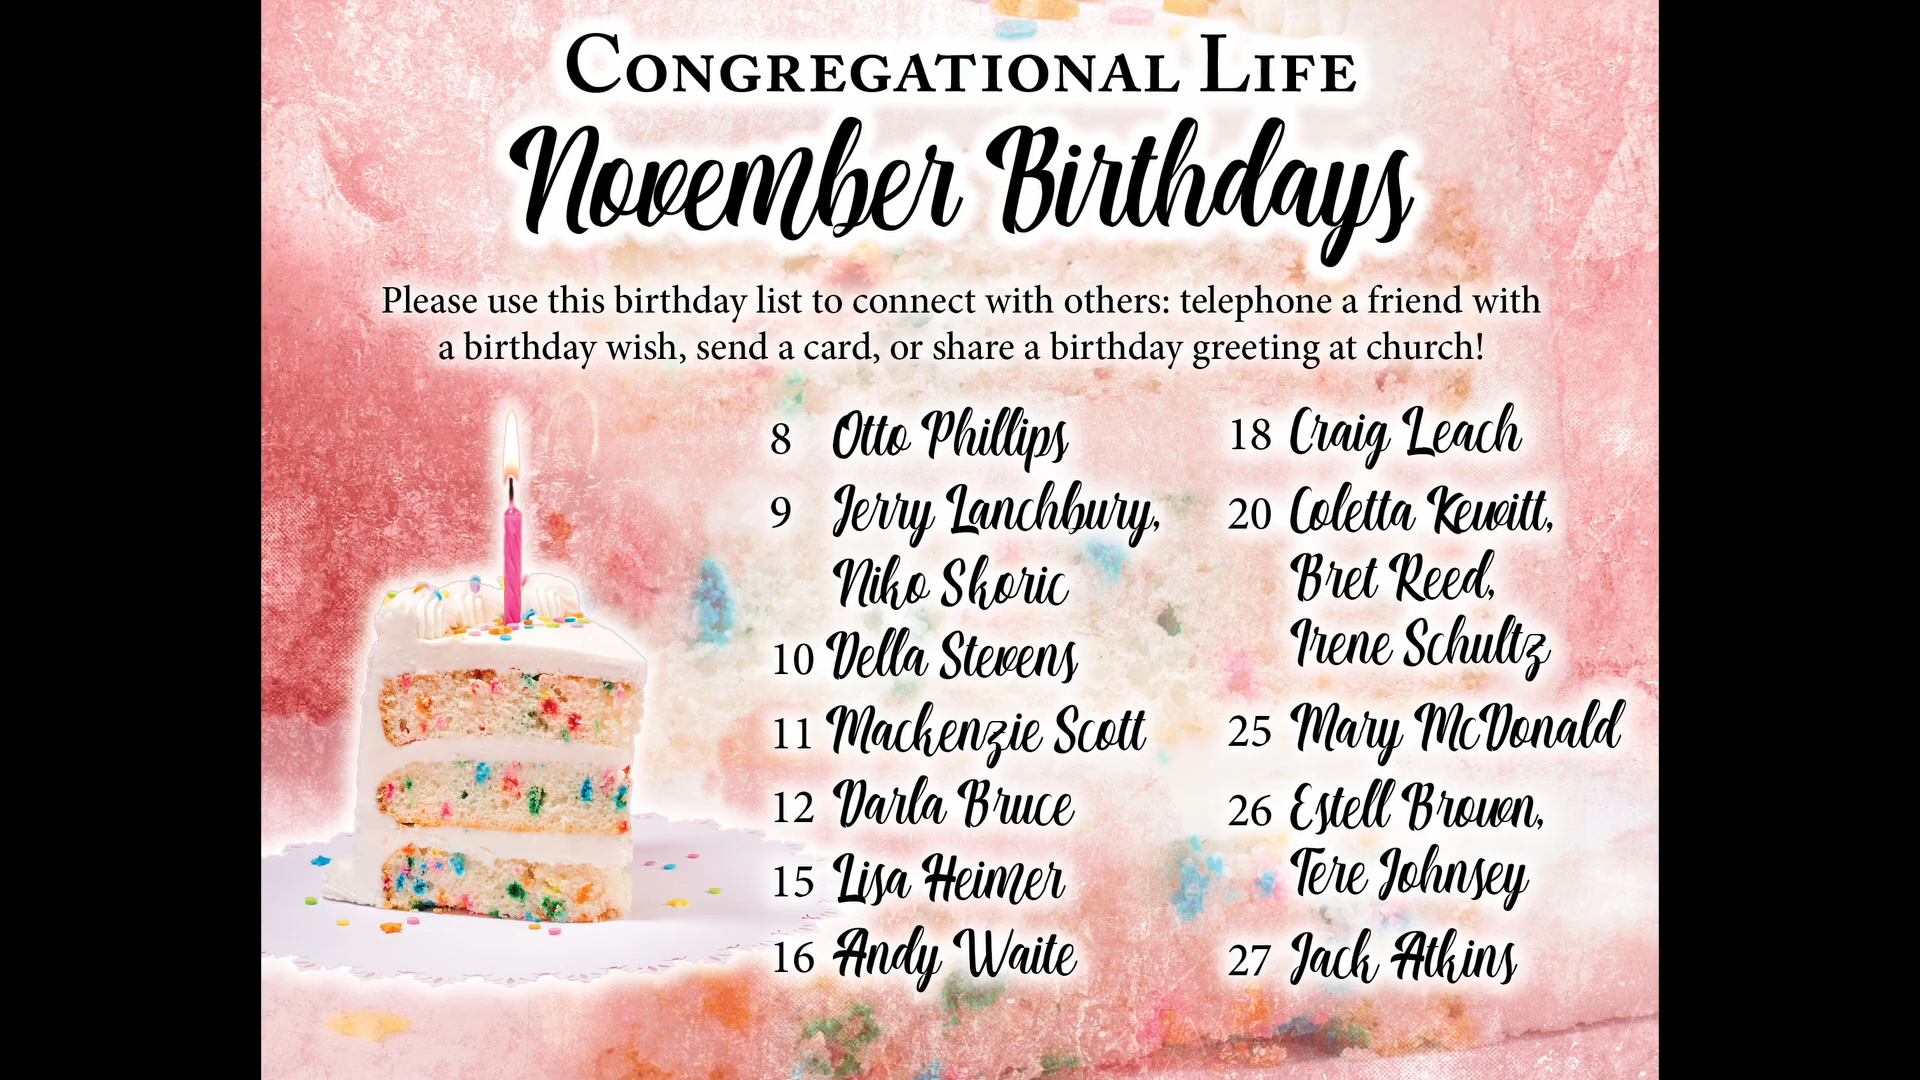 Congregational Life
November Birthdays
Please use this birthday list to connect with others: telephone a friend with
a birthday wish, send a card, or share a birthday greeting at church!
8 Otto Phillips
9 Jerry Lanchbury,
Niko Skoric
10 Della Stevens
11 Mackenzie Scott
12 Darla Bruce
15 Lisa Heimer
16 Andy Waite
18 Craig Leach
20 Coletta Kewitt,
Bret Reed,
Irene Schultz
25 Mary McDonald
26 Estell Brown,
Tere Johnsey
27 Jack Atkins